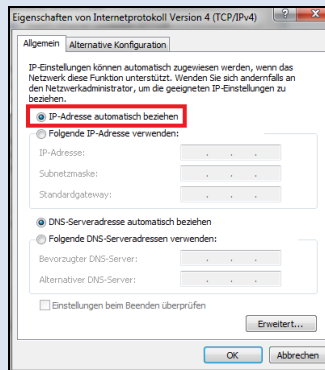 Eigenschaften von Internetprotokoll Version 4 (TCP/IPv4)
Allgemein Alternative Konfiguration
IP-Einstellungen können automatisch zugewiesen werden, wenn das
Netzwerk diese Funktion unterstützt. Wenden Sie sich andernfalls an
den Netzwerkadministrator, um die geeigneten IP-Einstellungen zu
beziehen.
IP-Adresse automatisch beziehen
Folgende IP-Adresse verwenden:
IP-Adresse:
Subnetzmaske:
Standardgateway:
DNS-Serveradresse automatisch beziehen
Folgende DNS-Serveradressen verwenden:
Bevorzugter DNS-Server:
Alternativer DNS-Server:
Einstellungen beim Beenden überprüfen
Erweitert...
OK Abbrechen